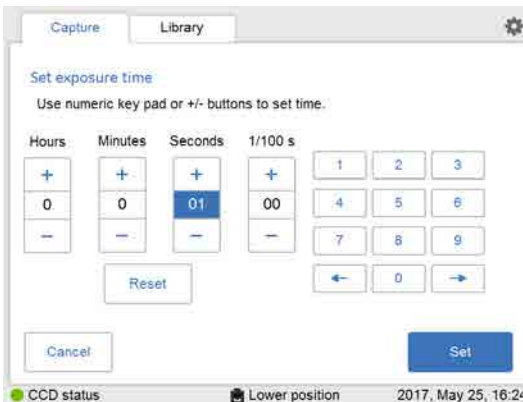 Capture Library
Set exposure time
Use numeric key pad or +/- buttons to set time.
Hours Minutes Seconds 1/100 s
+ + + + 1 2 3
0 0 01 00 4 5 6
− − − − 7 8 9
Reset ← 0 →
Cancel Set
CCD status Lower position 2017, May 25, 16:24